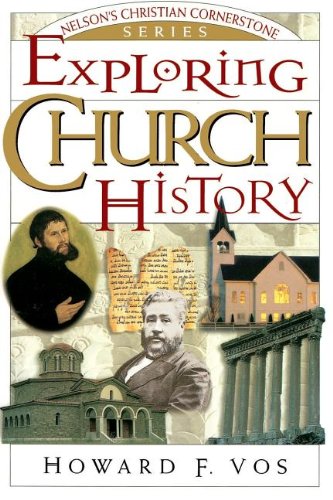 NELSON'S CHRISTIAN CORNERSTONE
SERIES
EXPLORING
CHURCH
HISTORY
HOWARD F. VOS